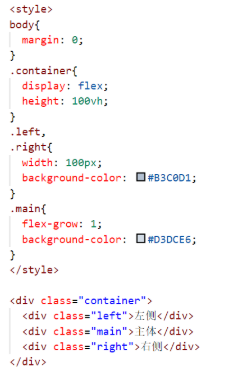 <style>
body{
  margin: 0;
}
.container{
  display: flex;
  height: 100vh;
}
.left,
.right{
  width: 100px;
  background-color: #B3C0D1;
}
.main{
  flex-grow: 1;
  background-color: #D3DCE6;
}
</style>

<div class="container">
  <div class="left">左侧</div>
  <div class="main">主体</div>
  <div class="right">右侧</div>
</div>